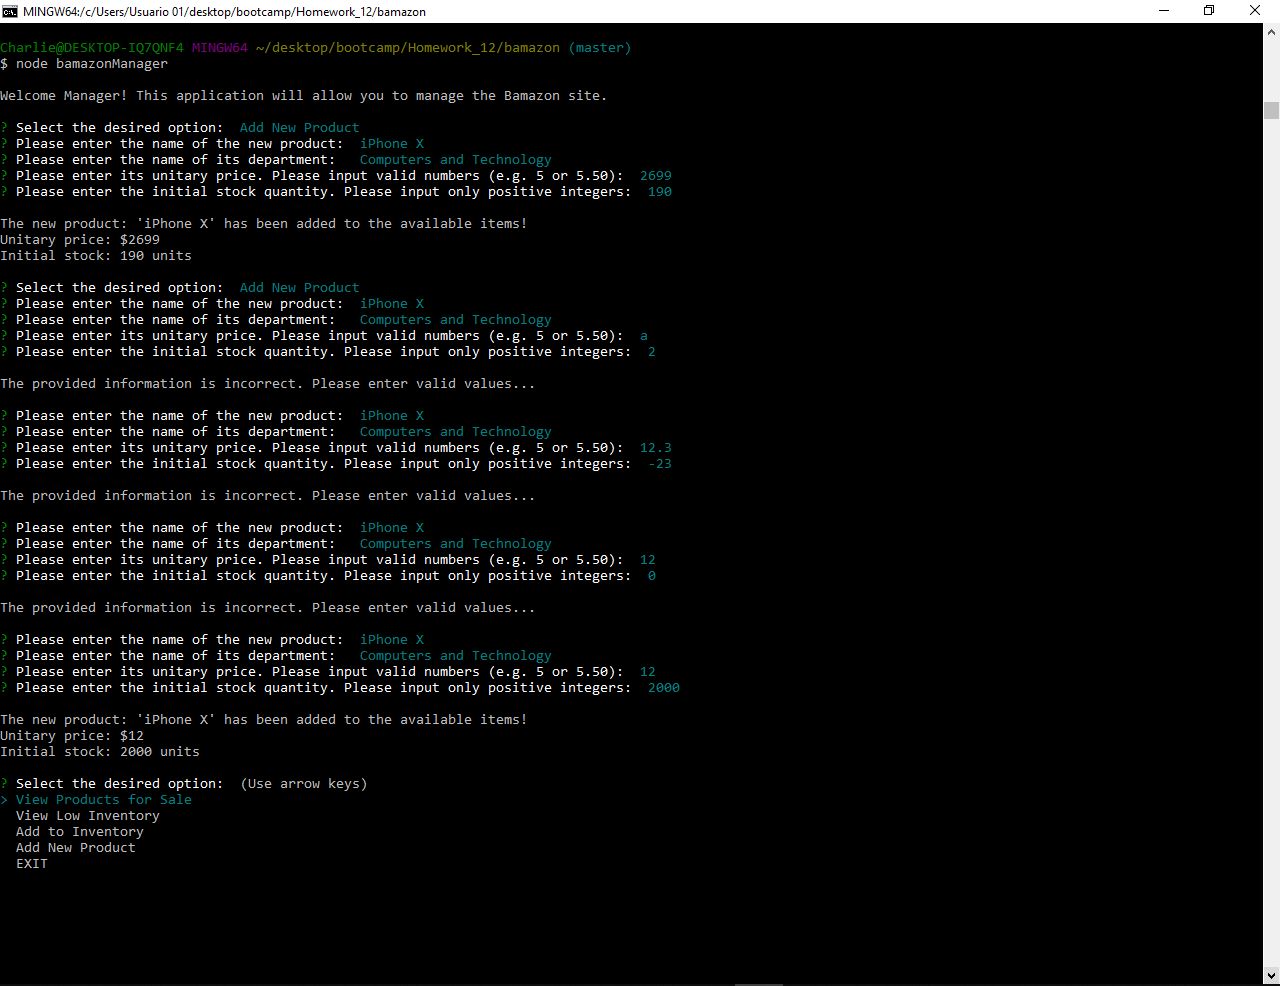 MINGW64:/c/Users/Usuario 01/desktop/bootcamp/Homework_12/bamazon
Charlie@DESKTOP-IQ7QNF4 MINGW64 ~/desktop/bootcamp/Homework_12/bamazon (master)
$ node bamazonManager
Welcome Manager! This application will allow you to manage the Bamazon site.
? Select the desired option:  Add New Product
? Please enter the name of the new product:  iPhone X
? Please enter the name of its department:   Computers and Technology
? Please enter its unitary price. Please input valid numbers (e.g. 5 or 5.50):  2699
? Please enter the initial stock quantity. Please input only positive integers:  190
The new product: 'iPhone X' has been added to the available items!
Unitary price: $2699
Initial stock: 190 units
? Select the desired option:  Add New Product
? Please enter the name of the new product:  iPhone X
? Please enter the name of its department:   Computers and Technology
? Please enter its unitary price. Please input valid numbers (e.g. 5 or 5.50):  a
? Please enter the initial stock quantity. Please input only positive integers:  2
The provided information is incorrect. Please enter valid values...
? Please enter the name of the new product:  iPhone X
? Please enter the name of its department:   Computers and Technology
? Please enter its unitary price. Please input valid numbers (e.g. 5 or 5.50):  12.3
? Please enter the initial stock quantity. Please input only positive integers:  -23
The provided information is incorrect. Please enter valid values...
? Please enter the name of the new product:  iPhone X
? Please enter the name of its department:   Computers and Technology
? Please enter its unitary price. Please input valid numbers (e.g. 5 or 5.50):  12
? Please enter the initial stock quantity. Please input only positive integers:  0
The provided information is incorrect. Please enter valid values...
? Please enter the name of the new product:  iPhone X
? Please enter the name of its department:   Computers and Technology
? Please enter its unitary price. Please input valid numbers (e.g. 5 or 5.50):  12
? Please enter the initial stock quantity. Please input only positive integers:  2000
The new product: 'iPhone X' has been added to the available items!
Unitary price: $12
Initial stock: 2000 units
? Select the desired option:  (Use arrow keys)
> View Products for Sale
  View Low Inventory
  Add to Inventory
  Add New Product
  EXIT